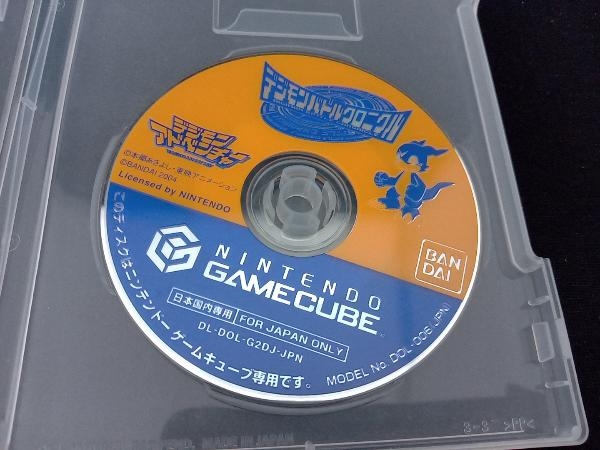 デジモンバトルクロニクル
デジモン
アドベンチャー
©本郷あきよし・東映アニメーション
©BANDAI 2004
Licensed by NINTENDO
BAN
DAI
NINTENDO
GAMECUBE
日本国内専用 FOR JAPAN ONLY
DL-DOL-G2DJ-JPN
このディスクはニンテンドーゲームキューブ専用です。
MODEL No. DOL-006 (JPN)
MADE IN JAPAN
>PP<